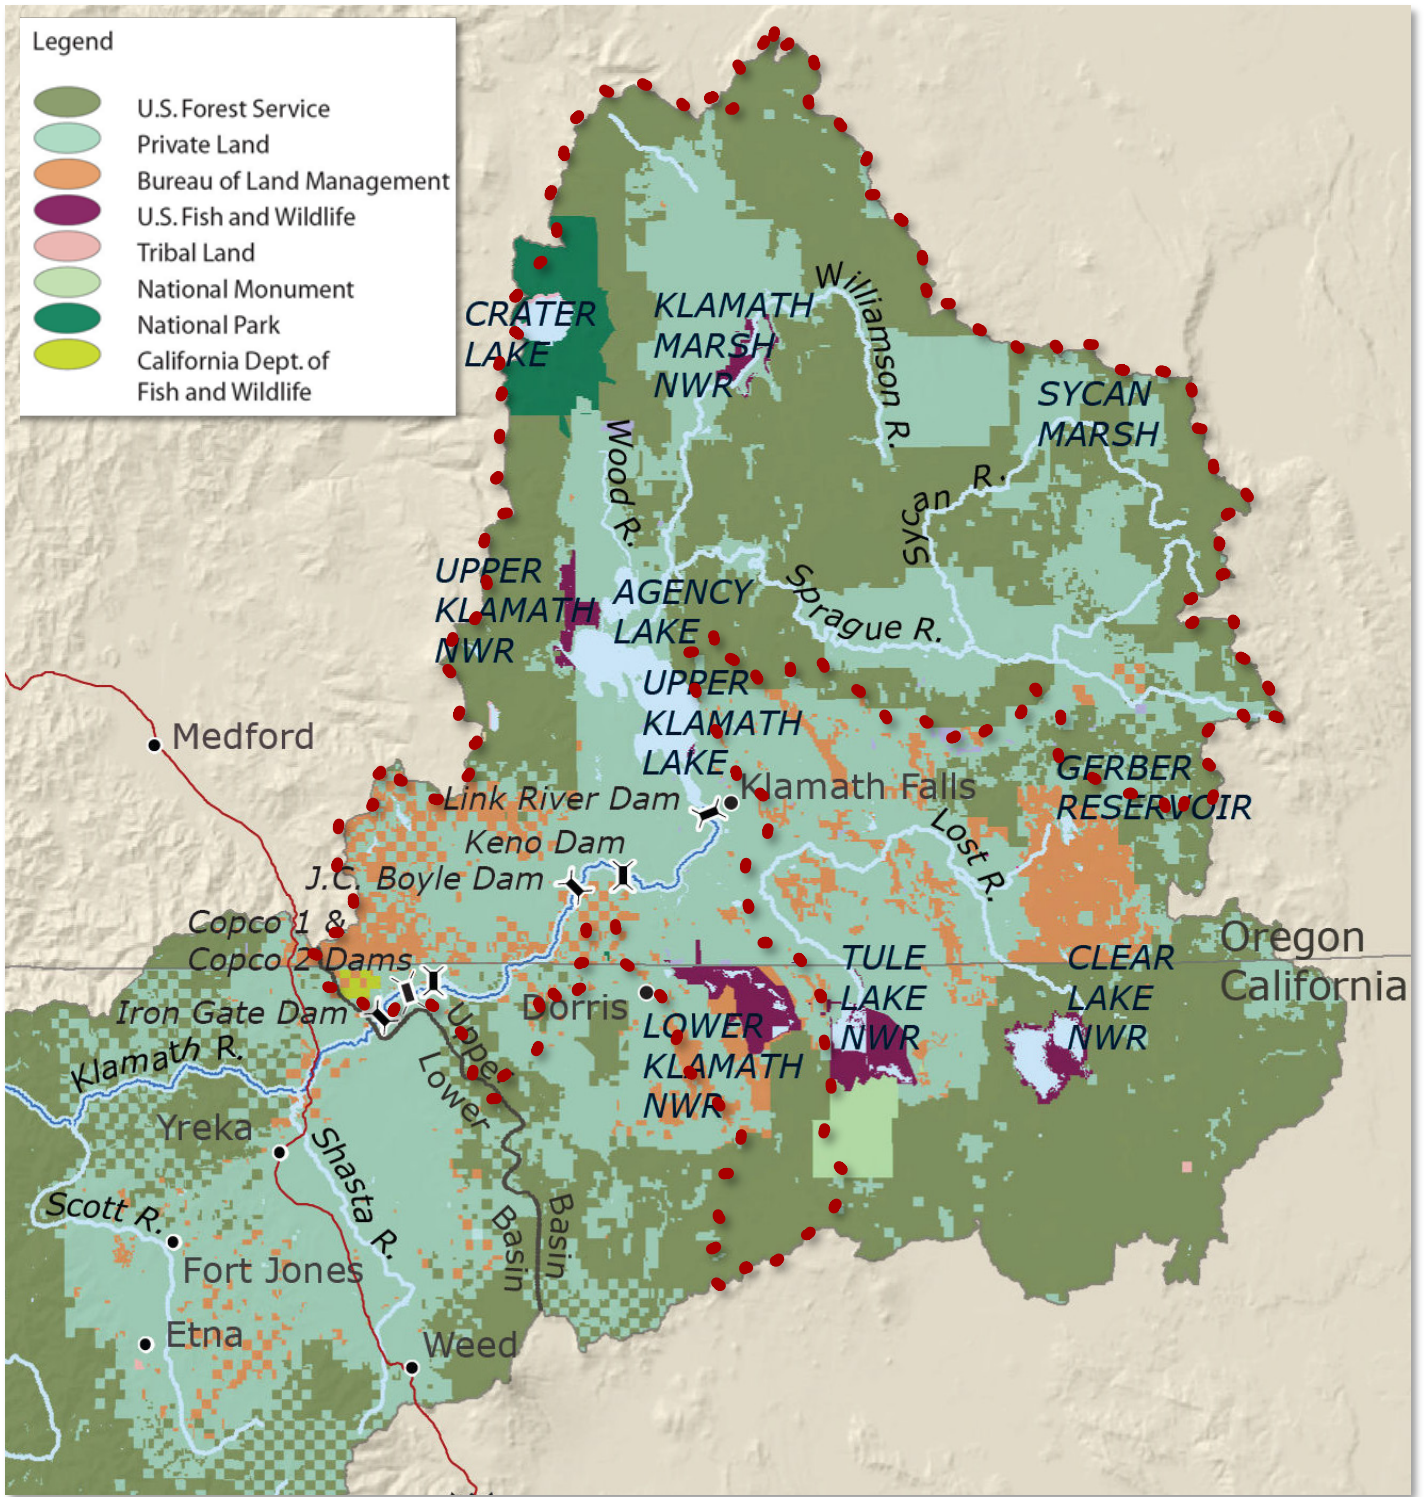 Legend
U.S. Forest Service
Private Land
Bureau of Land Management
U.S. Fish and Wildlife
Tribal Land
National Monument
National Park
California Dept. of
Fish and Wildlife
CRATER
LAKE
KLAMATH
MARSH
NWR
Williamson R.
SYCAN
MARSH
Wood R.
Sycan R.
UPPER
KLAMATH
NWR
AGENCY
LAKE
Sprague R.
UPPER
KLAMATH
LAKE
Medford
Klamath Falls
GERBER
RESERVOIR
Link River Dam
Keno Dam
Lost R.
J.C. Boyle Dam
Copco 1 &
Copco 2 Dams
Oregon
California
TULE
LAKE
NWR
CLEAR
LAKE
NWR
Iron Gate Dam
Dorris
LOWER
KLAMATH
NWR
Klamath R.
Upper
Basin
Lower
Basin
Yreka
Shasta R.
Scott R.
Fort Jones
Etna
Weed